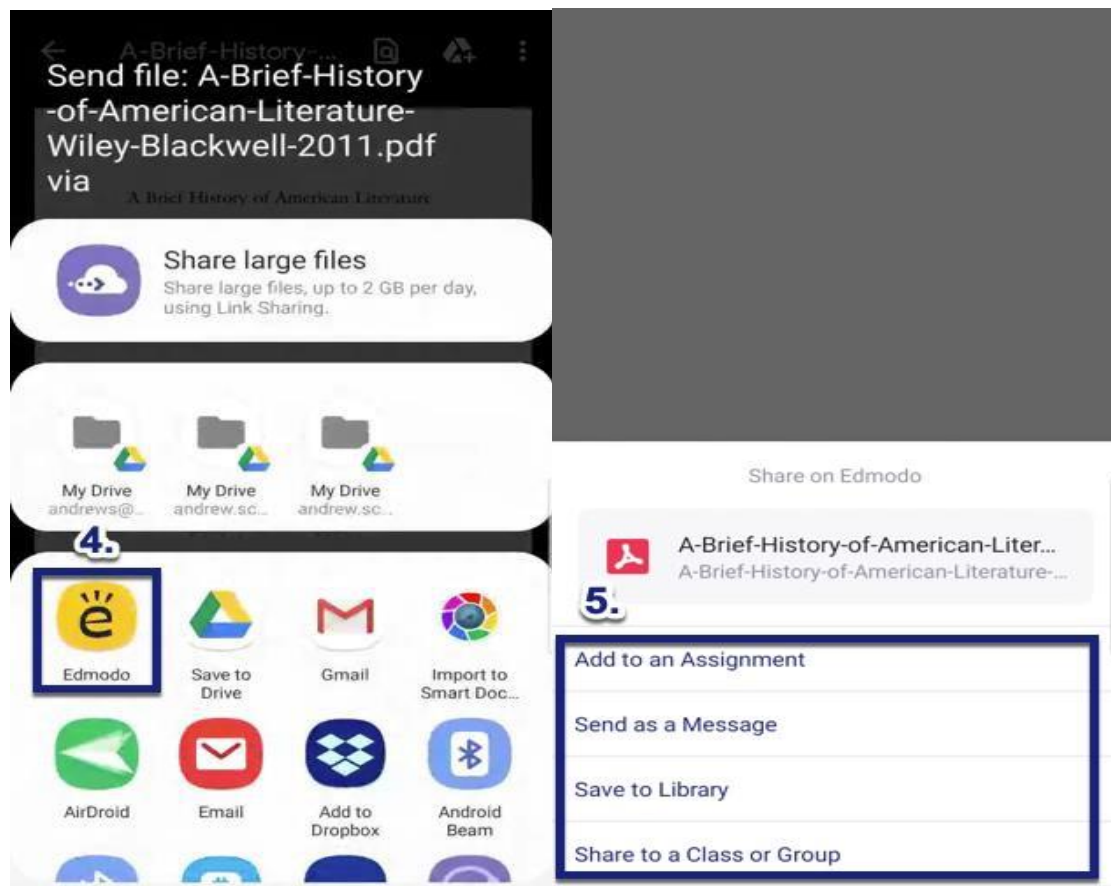 A-Brief-History-...
Send file: A-Brief-History
-of-American-Literature-
Wiley-Blackwell-2011.pdf
via
A Brief History of American Literature
Share large files
Share large files, up to 2 GB per day,
using Link Sharing.
My Drive
andrews@...
My Drive
andrew.sc...
My Drive
andrew.sc...
4.
Edmodo
Save to
Drive
Gmail
Import to
Smart Doc...
AirDroid
Email
Add to
Dropbox
Android
Beam
Share on Edmodo
A-Brief-History-of-American-Liter...
A-Brief-History-of-American-Literature-...
5.
Add to an Assignment
Send as a Message
Save to Library
Share to a Class or Group